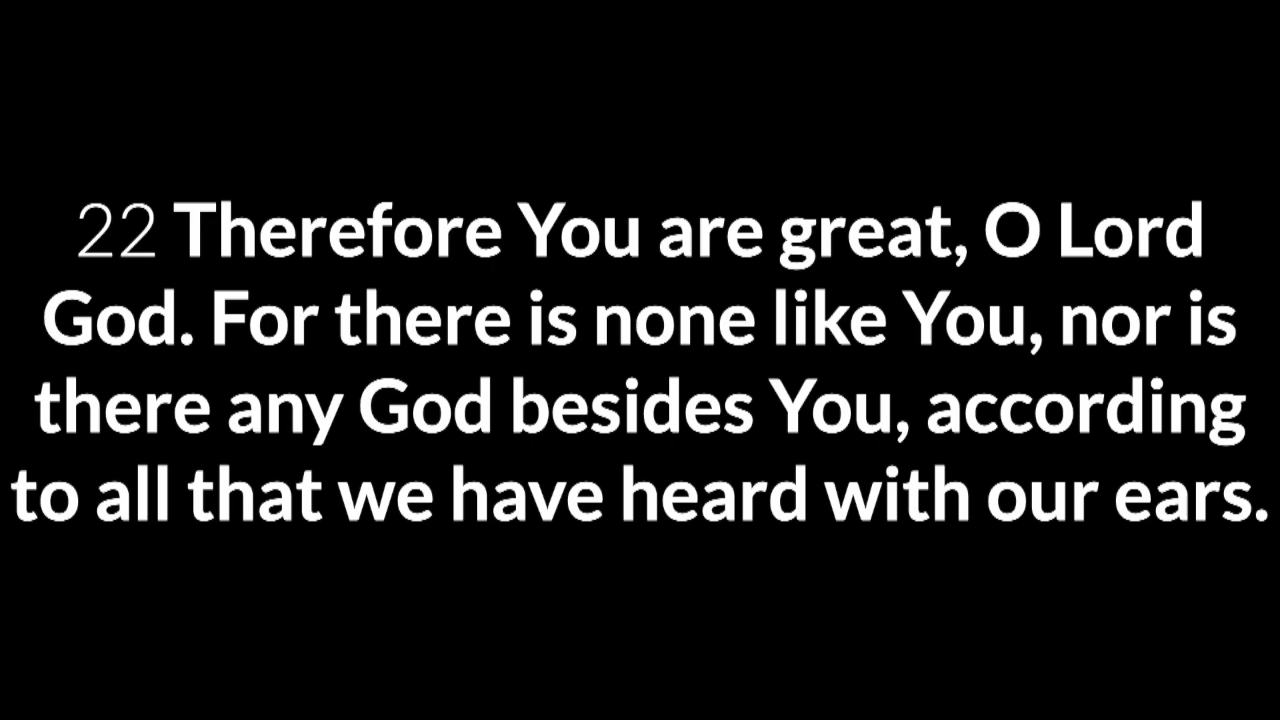 22 Therefore You are great, O Lord
God. For there is none like You, nor is
there any God besides You, according
to all that we have heard with our ears.